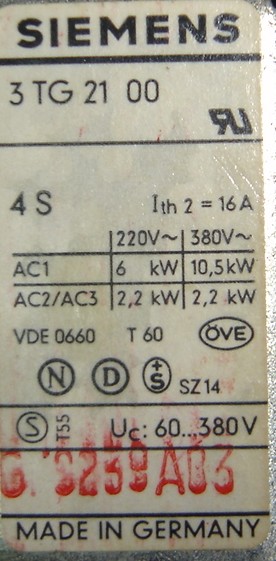 SIEMENS
3 TG 21 00
4 S Ith 2 = 16 A
220V~ 380V~
AC1 6 kW 10,5kW
AC2/AC3 2,2 kW 2,2 kW
VDE 0660 T 60 ÖVE
N D ±S SZ14
S T55 Uc: 60...380V
MADE IN GERMANY